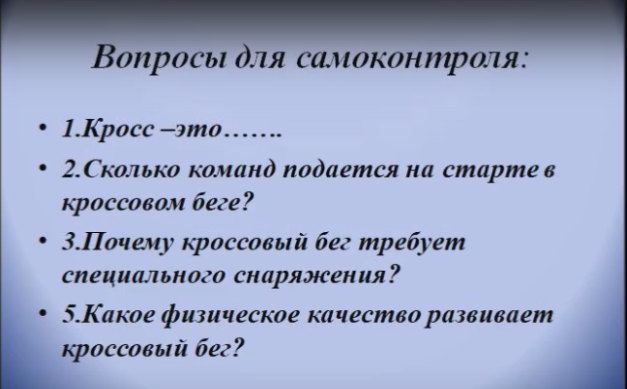 Вопросы для самоконтроля:
• 1.Кросс –это…….
• 2.Сколько команд подается на старте в
кроссовом беге?
• 3.Почему кроссовый бег требует
специального снаряжения?
• 5.Какое физическое качество развивает
кроссовый бег?